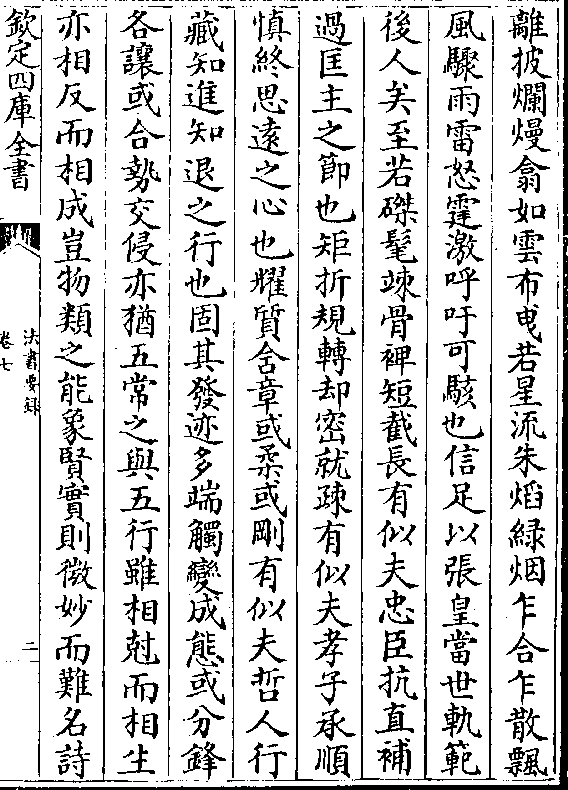 離披爛熳翕如雲布曵若星流朱熖綠烟乍合乍散飄
風驟雨雷怒霆激呼吁可駭也信足以張皇當世軌範
後人矣至若磔髦竦骨裨短截長有似夫忠臣抗直補
過匡主之節也矩折規轉却密就疎有似夫孝子承順
慎終思遠之心也耀質含章或柔或剛有似夫哲人行
藏知進知退之行也固其發迹多端觸變成態或分鋒
各讓或合勢交侵亦猶五常之與五行雖相尅而相生
亦相反而相成豈物類之能象賢實則微妙而難名詩
欽定四庫全書
法書要録
卷七
二